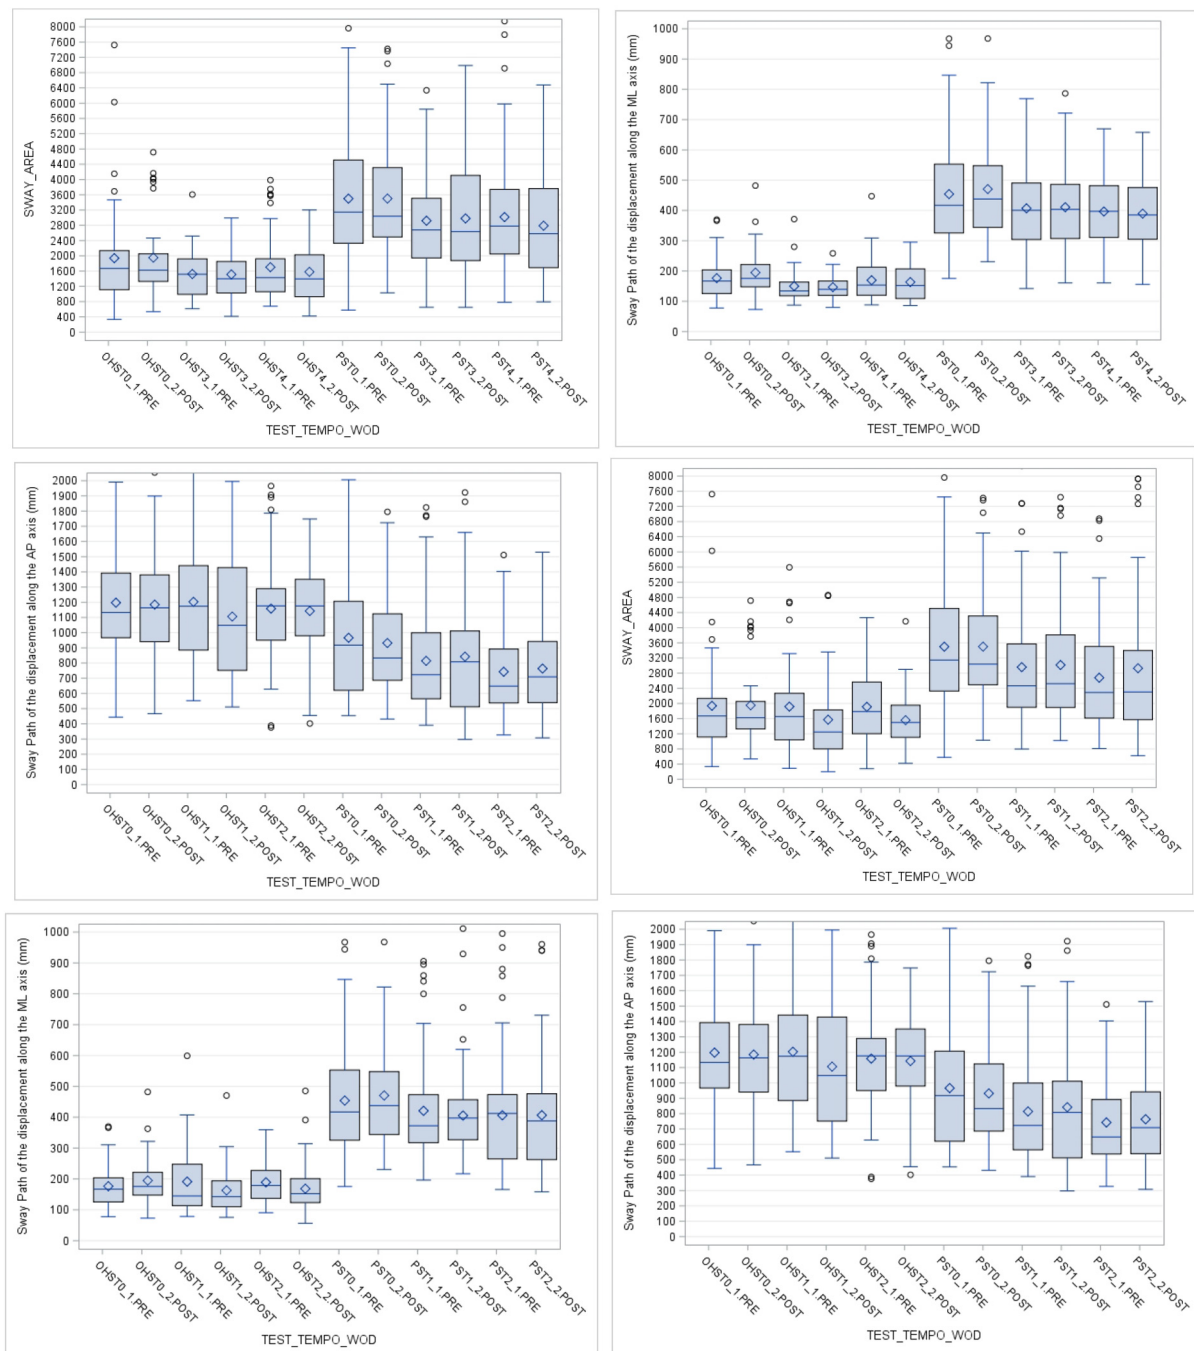 8000
7600
7200
6800
6400
6000
5600
5200
4800
4400
4000
3600
3200
2800
2400
2000
1600
1200
800
400
0
SWAY_AREA
OHST0_1.PRE
OHST0_2.POST
OHST3_1.PRE
OHST3_2.POST
OHST4_1.PRE
OHST4_2.POST
PST0_1.PRE
PST0_2.POST
PST3_1.PRE
PST3_2.POST
PST4_1.PRE
PST4_2.POST
TEST_TEMPO_WOD
1000
900
800
700
600
500
400
300
200
100
0
Sway Path of the displacement along the ML axis (mm)
OHST0_1.PRE
OHST0_2.POST
OHST3_1.PRE
OHST3_2.POST
OHST4_1.PRE
OHST4_2.POST
PST0_1.PRE
PST0_2.POST
PST3_1.PRE
PST3_2.POST
PST4_1.PRE
PST4_2.POST
TEST_TEMPO_WOD
2000
1900
1800
1700
1600
1500
1400
1300
1200
1100
1000
900
800
700
600
500
400
300
200
100
0
Sway Path of the displacement along the AP axis (mm)
OHST0_1.PRE
OHST0_2.POST
OHST1_1.PRE
OHST1_2.POST
OHST2_1.PRE
OHST2_2.POST
PST0_1.PRE
PST0_2.POST
PST1_1.PRE
PST1_2.POST
PST2_1.PRE
PST2_2.POST
TEST_TEMPO_WOD
8000
7600
7200
6800
6400
6000
5600
5200
4800
4400
4000
3600
3200
2800
2400
2000
1600
1200
800
400
0
SWAY_AREA
OHST0_1.PRE
OHST0_2.POST
OHST1_1.PRE
OHST1_2.POST
OHST2_1.PRE
OHST2_2.POST
PST0_1.PRE
PST0_2.POST
PST1_1.PRE
PST1_2.POST
PST2_1.PRE
PST2_2.POST
TEST_TEMPO_WOD
1000
900
800
700
600
500
400
300
200
100
0
Sway Path of the displacement along the ML axis (mm)
OHST0_1.PRE
OHST0_2.POST
OHST1_1.PRE
OHST1_2.POST
OHST2_1.PRE
OHST2_2.POST
PST0_1.PRE
PST0_2.POST
PST1_1.PRE
PST1_2.POST
PST2_1.PRE
PST2_2.POST
TEST_TEMPO_WOD
2000
1900
1800
1700
1600
1500
1400
1300
1200
1100
1000
900
800
700
600
500
400
300
200
100
0
Sway Path of the displacement along the AP axis (mm)
OHST0_1.PRE
OHST0_2.POST
OHST1_1.PRE
OHST1_2.POST
OHST2_1.PRE
OHST2_2.POST
PST0_1.PRE
PST0_2.POST
PST1_1.PRE
PST1_2.POST
PST2_1.PRE
PST2_2.POST
TEST_TEMPO_WOD